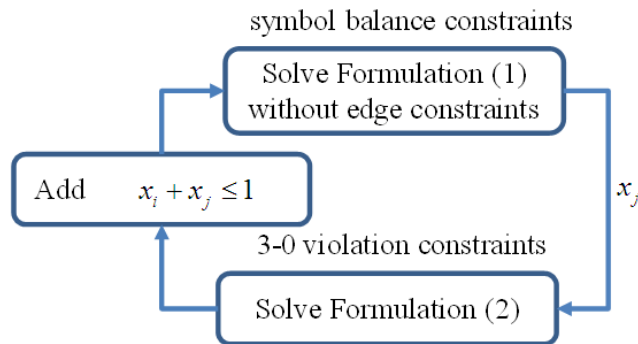 symbol balance constraints
Solve Formulation (1)
without edge constraints
Add x_i + x_j ≤ 1
x_j
3-0 violation constraints
Solve Formulation (2)